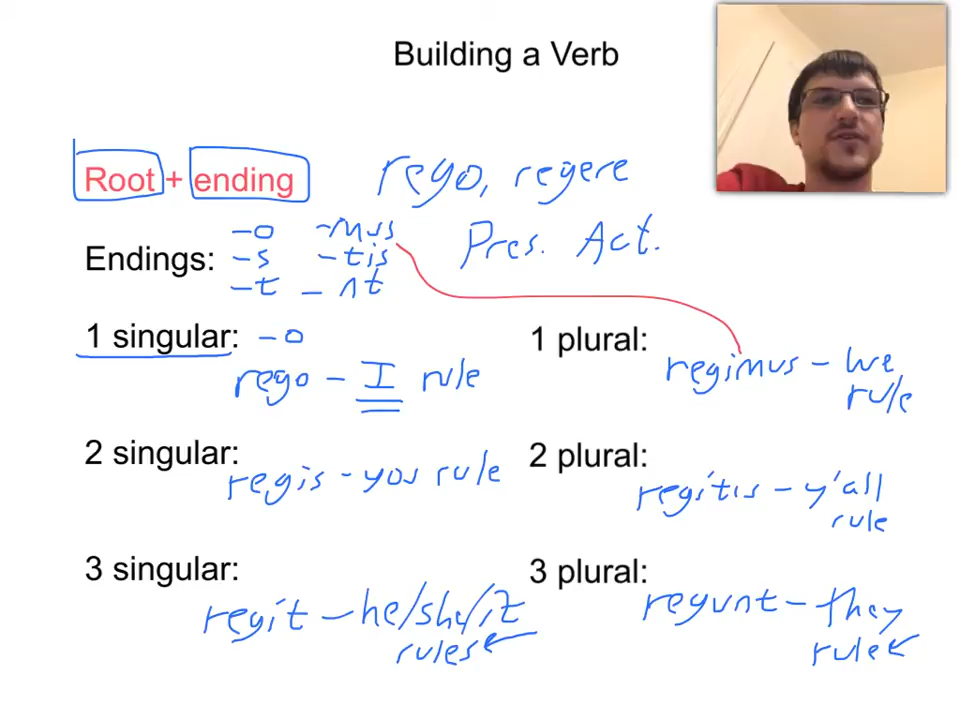 Building a Verb
Root + ending
rego, regere
-o -mus
Endings: -s -tis
-t -nt
Pres. Act.
1 singular: -o
rego - I rule
1 plural:
regimus - we
rule
2 singular:
regis - you rule
2 plural:
regitis - y'all
rule
3 singular:
regit - he/she/it
rules
3 plural:
regunt - they
rule